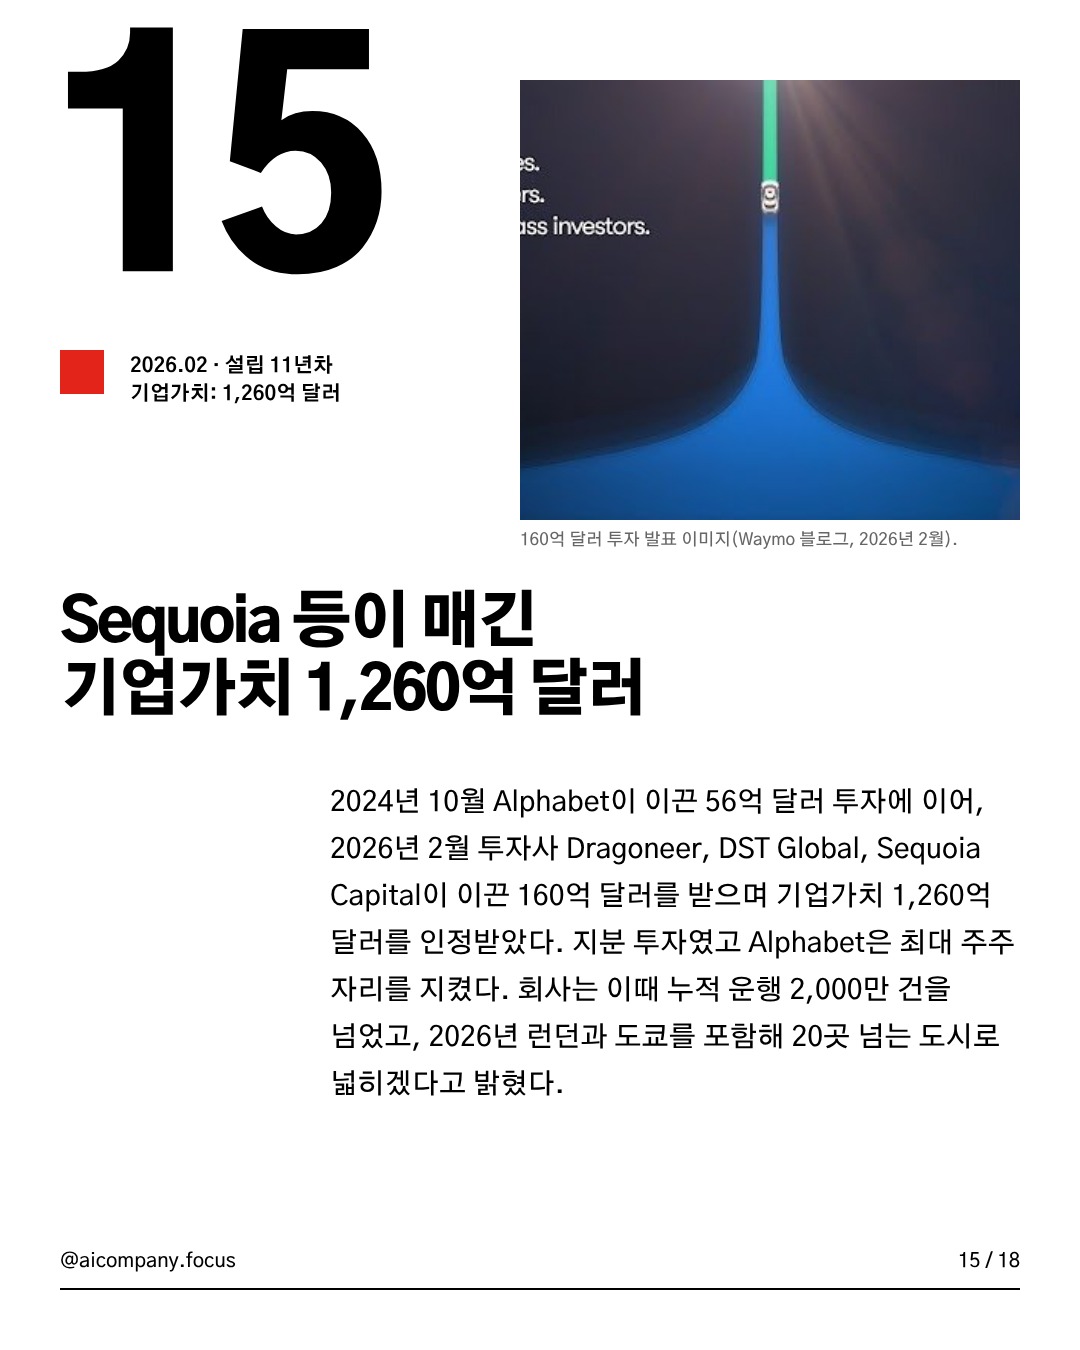 15
es.
rs.
ass investors.
2026.02 · 설립 11년차
기업가치: 1,260억 달러
160억 달러 투자 발표 이미지(Waymo 블로그, 2026년 2월).
Sequoia 등이 매긴
기업가치 1,260억 달러
2024년 10월 Alphabet이 이끈 56억 달러 투자에 이어,
2026년 2월 투자사 Dragoneer, DST Global, Sequoia
Capital이 이끈 160억 달러를 받으며 기업가치 1,260억
달러를 인정받았다. 지분 투자였고 Alphabet은 최대 주주
자리를 지켰다. 회사는 이때 누적 운행 2,000만 건을
넘었고, 2026년 런던과 도쿄를 포함해 20곳 넘는 도시로
넓히겠다고 밝혔다.
@aicompany.focus
15 / 18